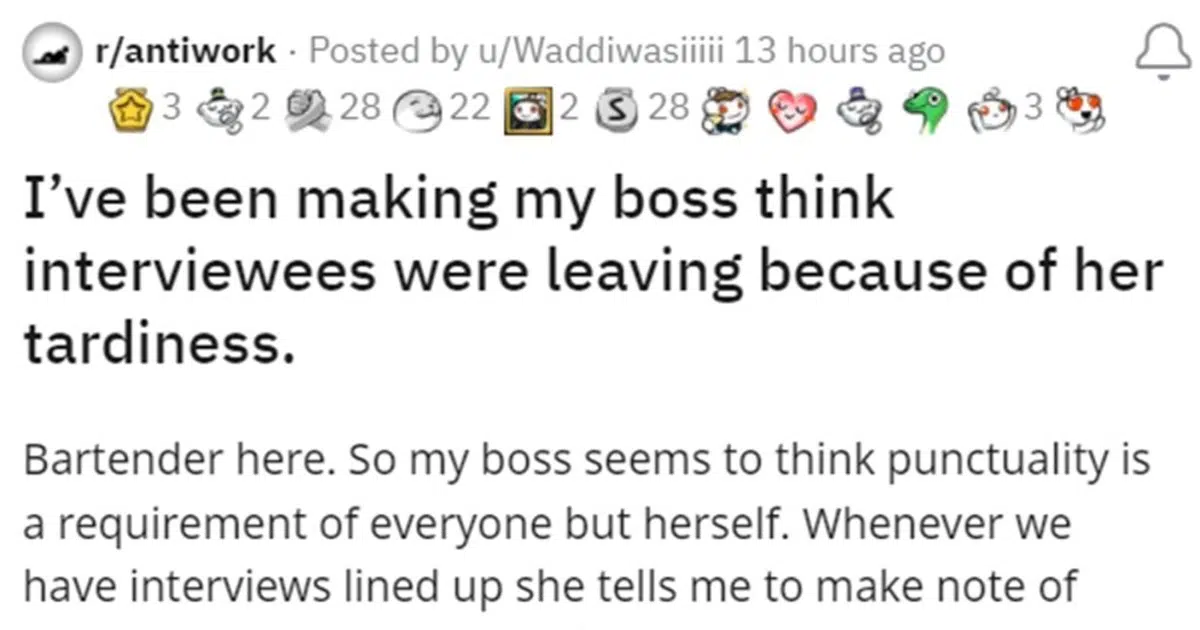 r/antiwork · Posted by u/Waddiwasiiiii 13 hours ago
3 2 28 22 2 S 28 3
I’ve been making my boss think
interviewees were leaving because of her
tardiness.
Bartender here. So my boss seems to think punctuality is
a requirement of everyone but herself. Whenever we
have interviews lined up she tells me to make note of